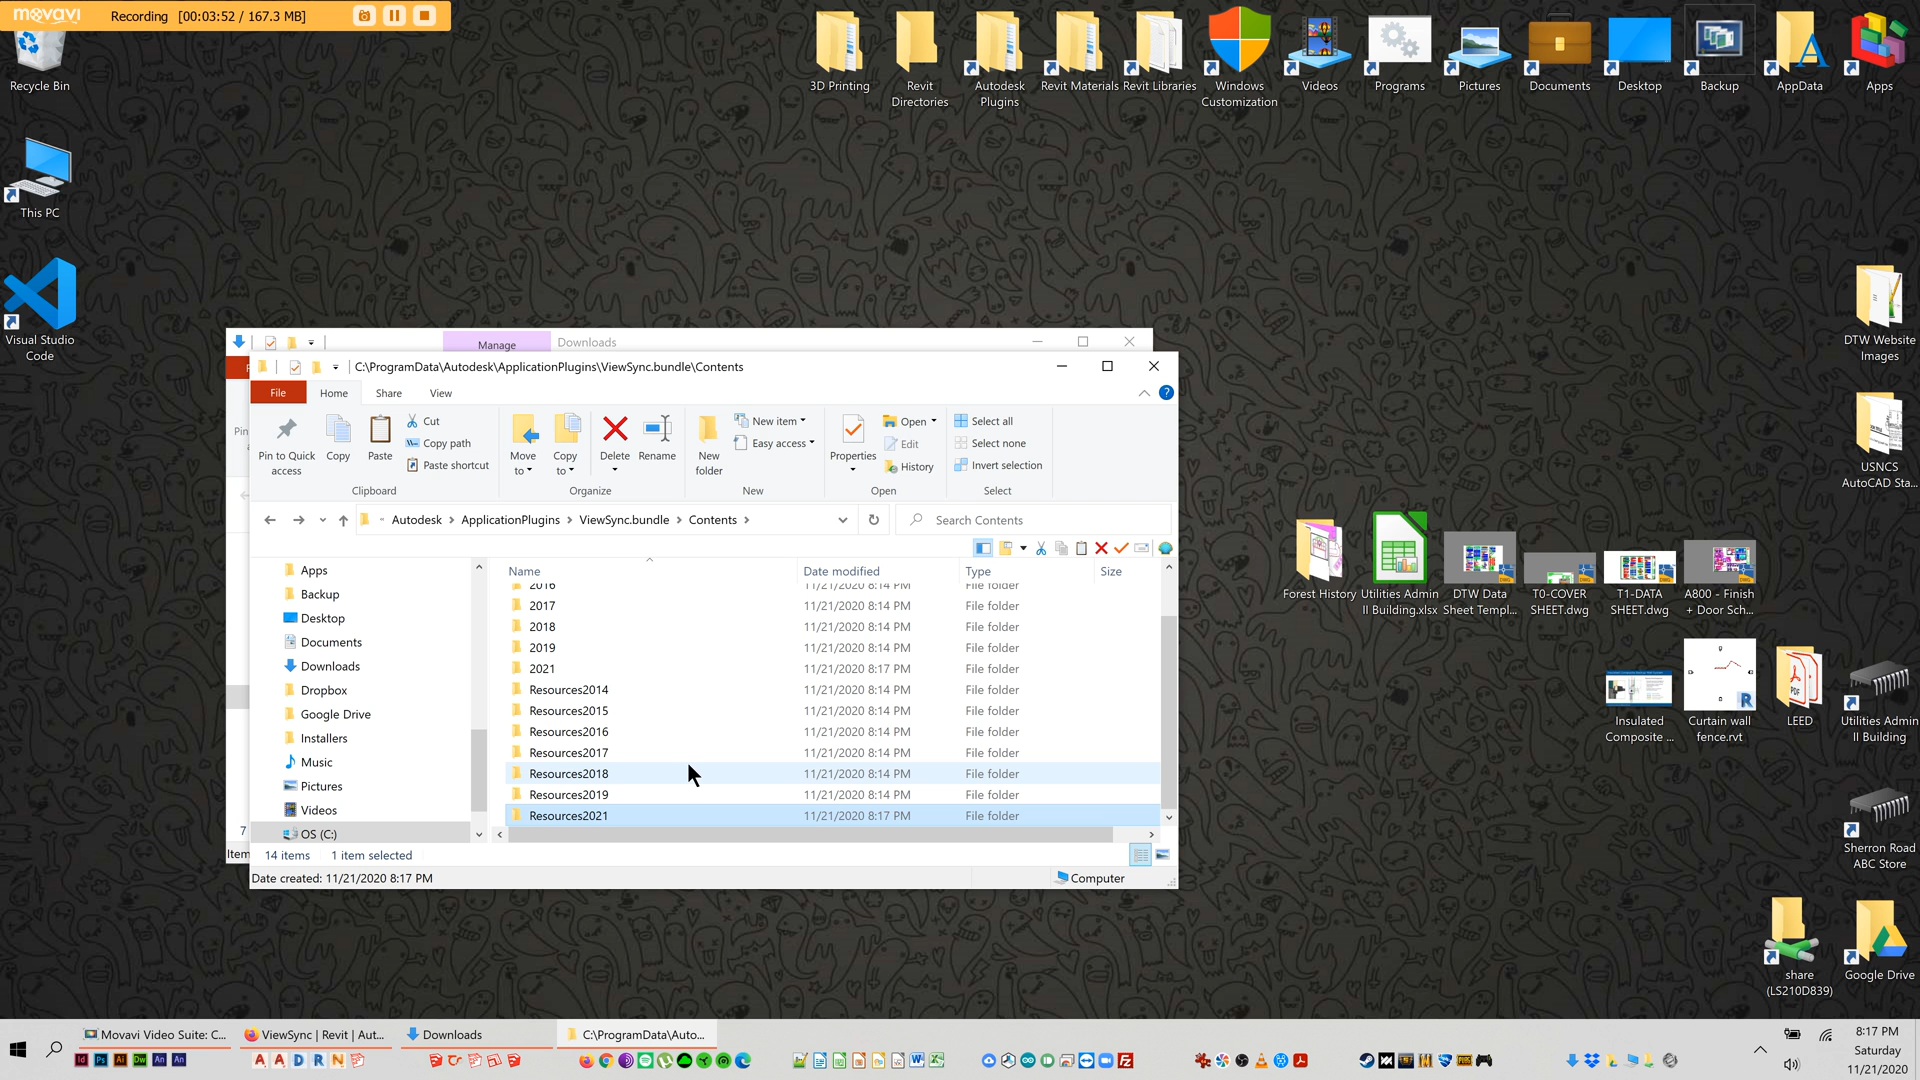 movavi
Recording [00:03:52 / 167.3 MB]
Recycle Bin
3D Printing
Revit
Directories
Autodesk
Plugins
Revit Materials
Revit Libraries
Windows
Customization
Videos
Programs
Pictures
Documents
Desktop
Backup
AppData
Apps
This PC
Visual Studio
Code
DTW Website
Images
USNCS
AutoCAD Sta...
Manage
Downloads
C:\ProgramData\Autodesk\ApplicationPlugins\ViewSync.bundle\Contents
File
Home
Share
View
Pin to Quick
access
Copy
Paste
Cut
Copy path
Paste shortcut
Clipboard
Move
to
Copy
to
Delete
Rename
Organize
New
folder
New item
Easy access
New
Properties
Open
Edit
History
Open
Select all
Select none
Invert selection
Select
Pin
Autodesk
ApplicationPlugins
ViewSync.bundle
Contents
Search Contents
Name
Date modified
Type
Size
Apps
Backup
Desktop
Documents
Downloads
Dropbox
Google Drive
Installers
Music
Pictures
Videos
OS (C:)
2016 11/21/2020 8:14 PM File folder
2017 11/21/2020 8:14 PM File folder
2018 11/21/2020 8:14 PM File folder
2019 11/21/2020 8:14 PM File folder
2021 11/21/2020 8:17 PM File folder
Resources2014 11/21/2020 8:14 PM File folder
Resources2015 11/21/2020 8:14 PM File folder
Resources2016 11/21/2020 8:14 PM File folder
Resources2017 11/21/2020 8:14 PM File folder
Resources2018 11/21/2020 8:14 PM File folder
Resources2019 11/21/2020 8:14 PM File folder
Resources2021 11/21/2020 8:17 PM File folder
7
Item
14 items
1 item selected
Date created: 11/21/2020 8:17 PM
Computer
Forest History
Utilities Admin
II Building.xlsx
DTW Data
Sheet Templ...
T0-COVER
SHEET.dwg
T1-DATA
SHEET.dwg
A800 - Finish
+ Door Sch...
Insulated
Composite ...
Curtain wall
fence.rvt
LEED
Utilities Admin
II Building
Sherron Road
ABC Store
share
(LS210D839)
Google Drive
Movavi Video Suite: C...
ViewSync | Revit | Aut...
Downloads
C:\ProgramData\Auto...
8:17 PM
Saturday
11/21/2020